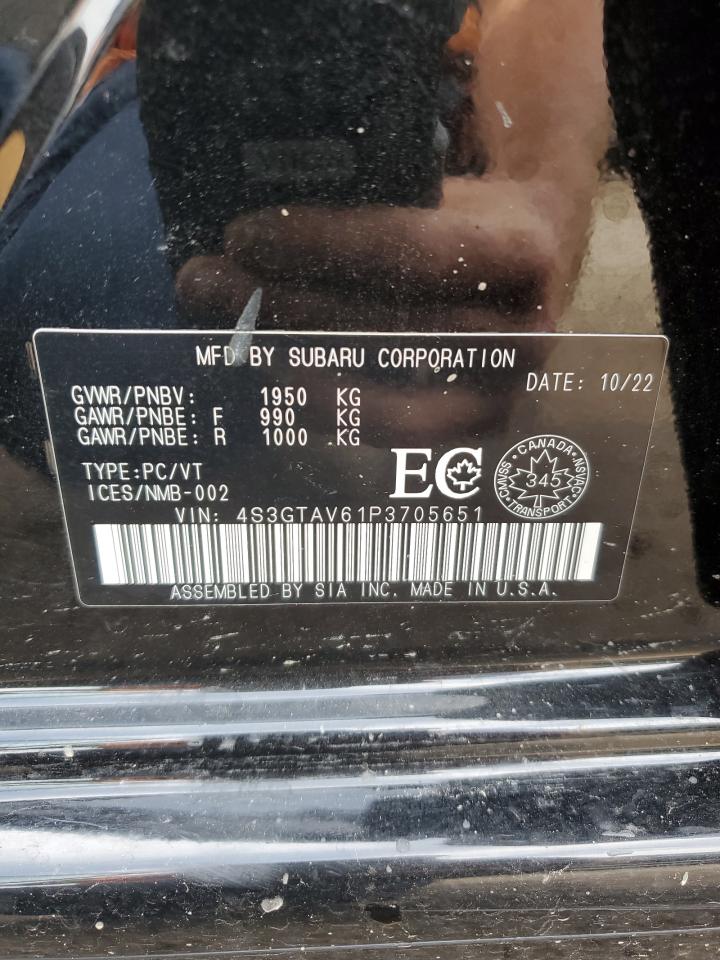 MFD BY SUBARU CORPORATION
DATE: 10/22
GVWR/PNBV: 1950 KG
GAWR/PNBE: F 990 KG
GAWR/PNBE: R 1000 KG
TYPE:PC/VT
ICES/NMB-002
EC
CANADA
CMVSS 345 NSVAC
TRANSPORT
VIN: 4S3GTAV61P3705651
ASSEMBLED BY SIA INC. MADE IN U.S.A.